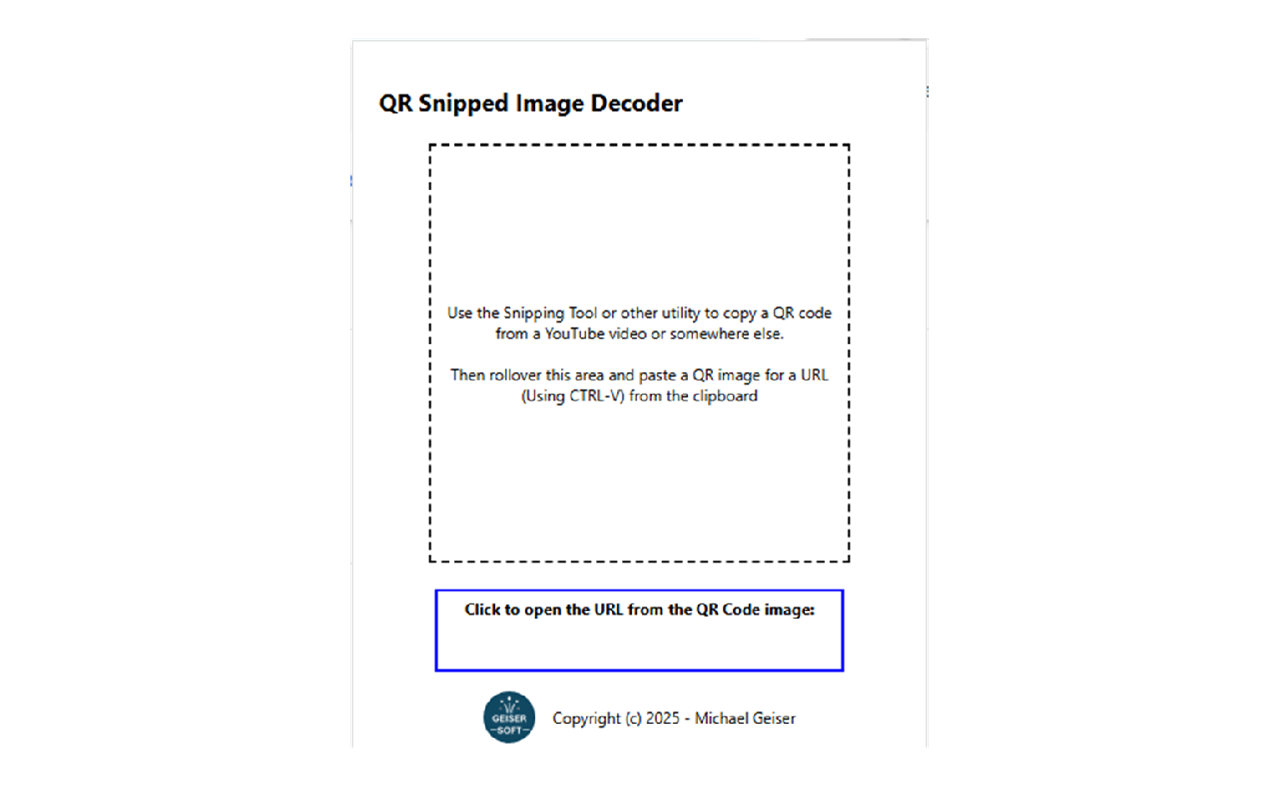 QR Snipped Image Decoder
Use the Snipping Tool or other utility to copy a QR code
from a YouTube video or somewhere else.
Then rollover this area and paste a QR image for a URL
(Using CTRL-V) from the clipboard
Click to open the URL from the QR Code image:
GEISER
SOFT
Copyright (c) 2025 - Michael Geiser